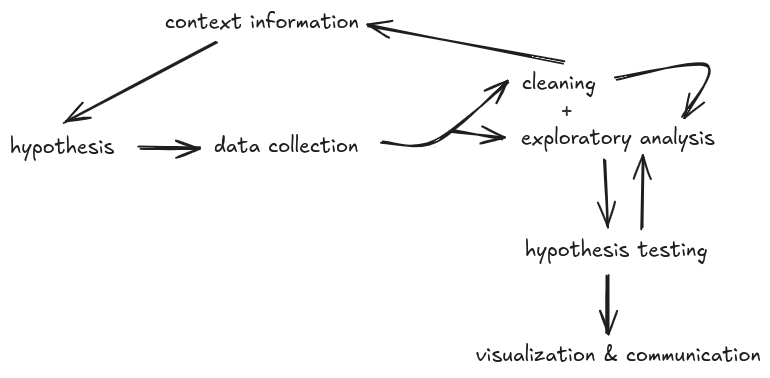 context information
cleaning
+
hypothesis
data collection
exploratory analysis
hypothesis testing
visualization & communication